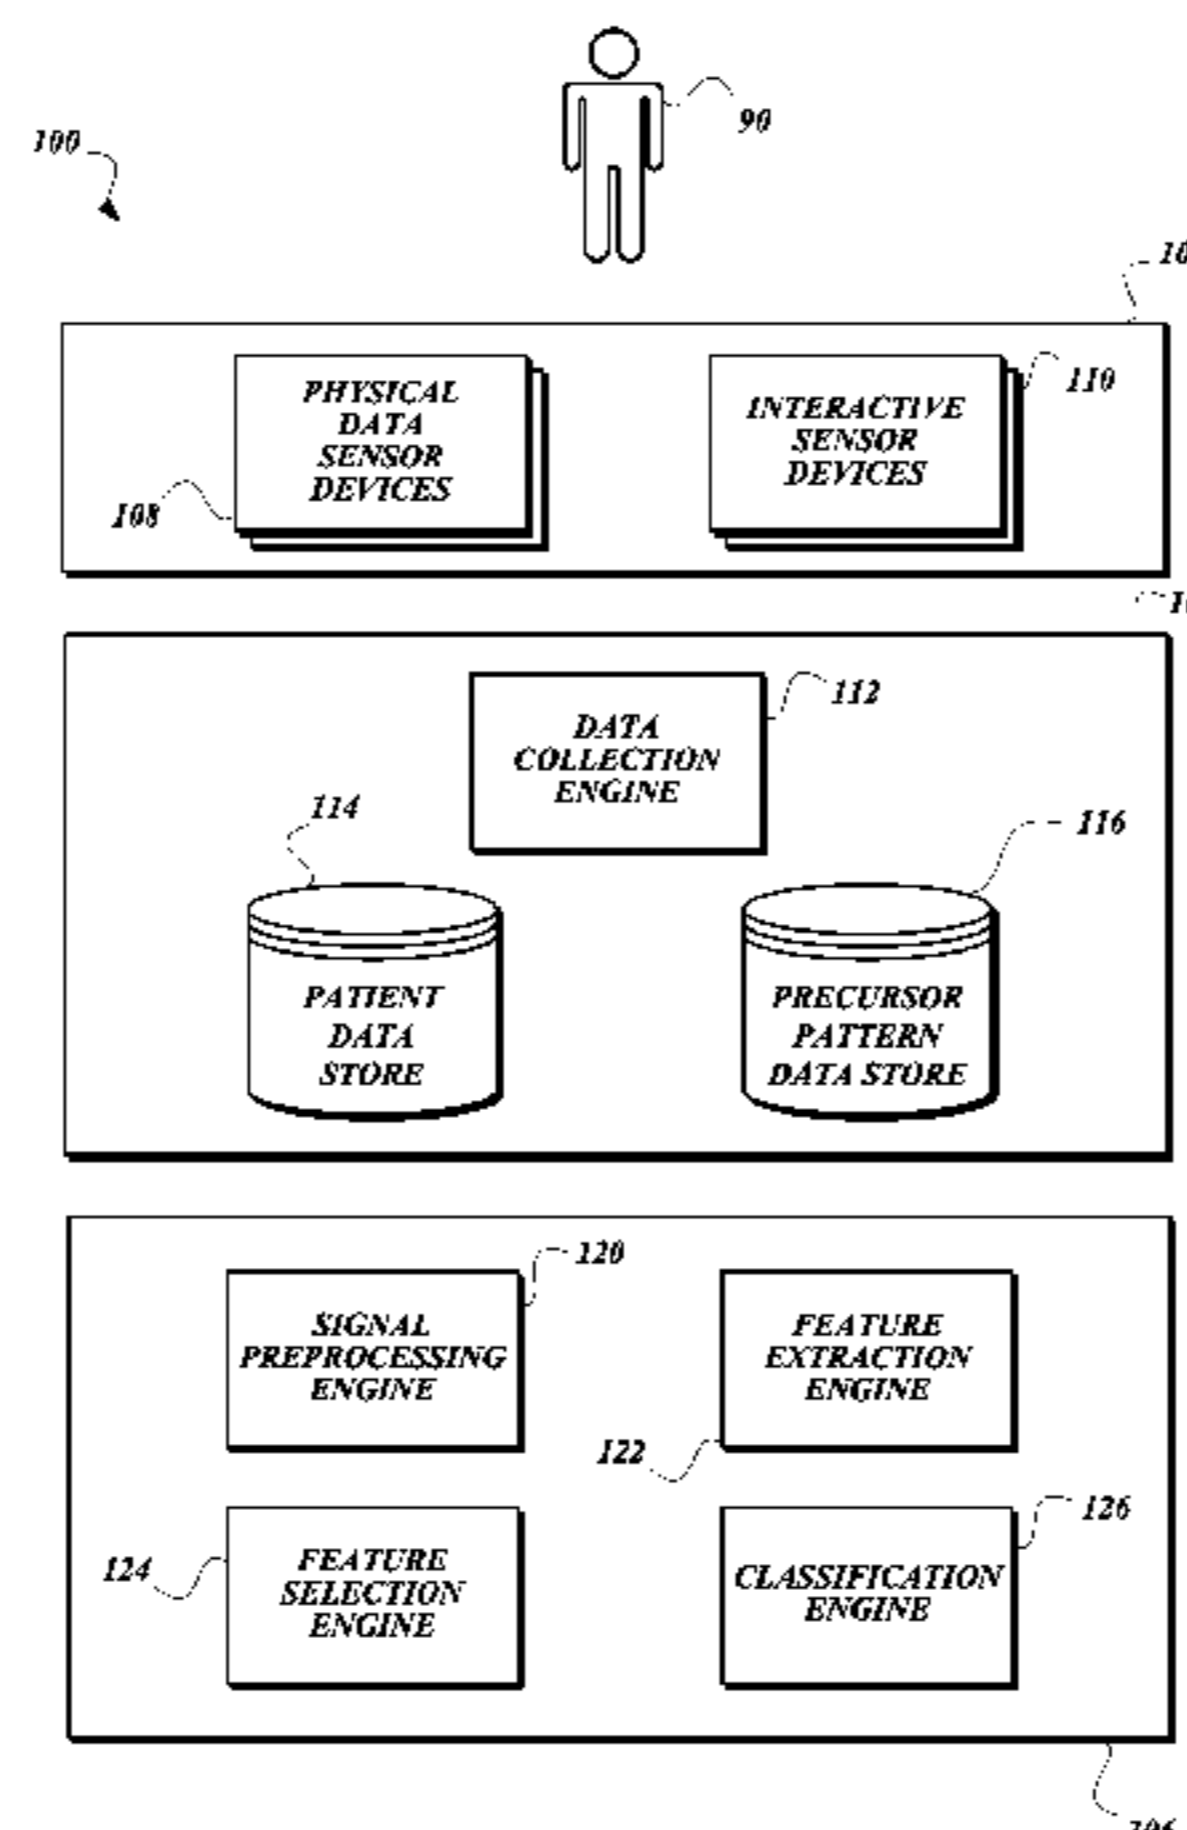 90
100
PHYSICAL
DATA
SENSOR
DEVICES
108
INTERACTIVE
SENSOR
DEVICES
110
DATA
COLLECTION
ENGINE
112
114
116
PATIENT
DATA
STORE
PRECURSOR
PATTERN
DATA STORE
120
SIGNAL
PREPROCESSING
ENGINE
FEATURE
EXTRACTION
ENGINE
122
124
FEATURE
SELECTION
ENGINE
126
CLASSIFICATION
ENGINE